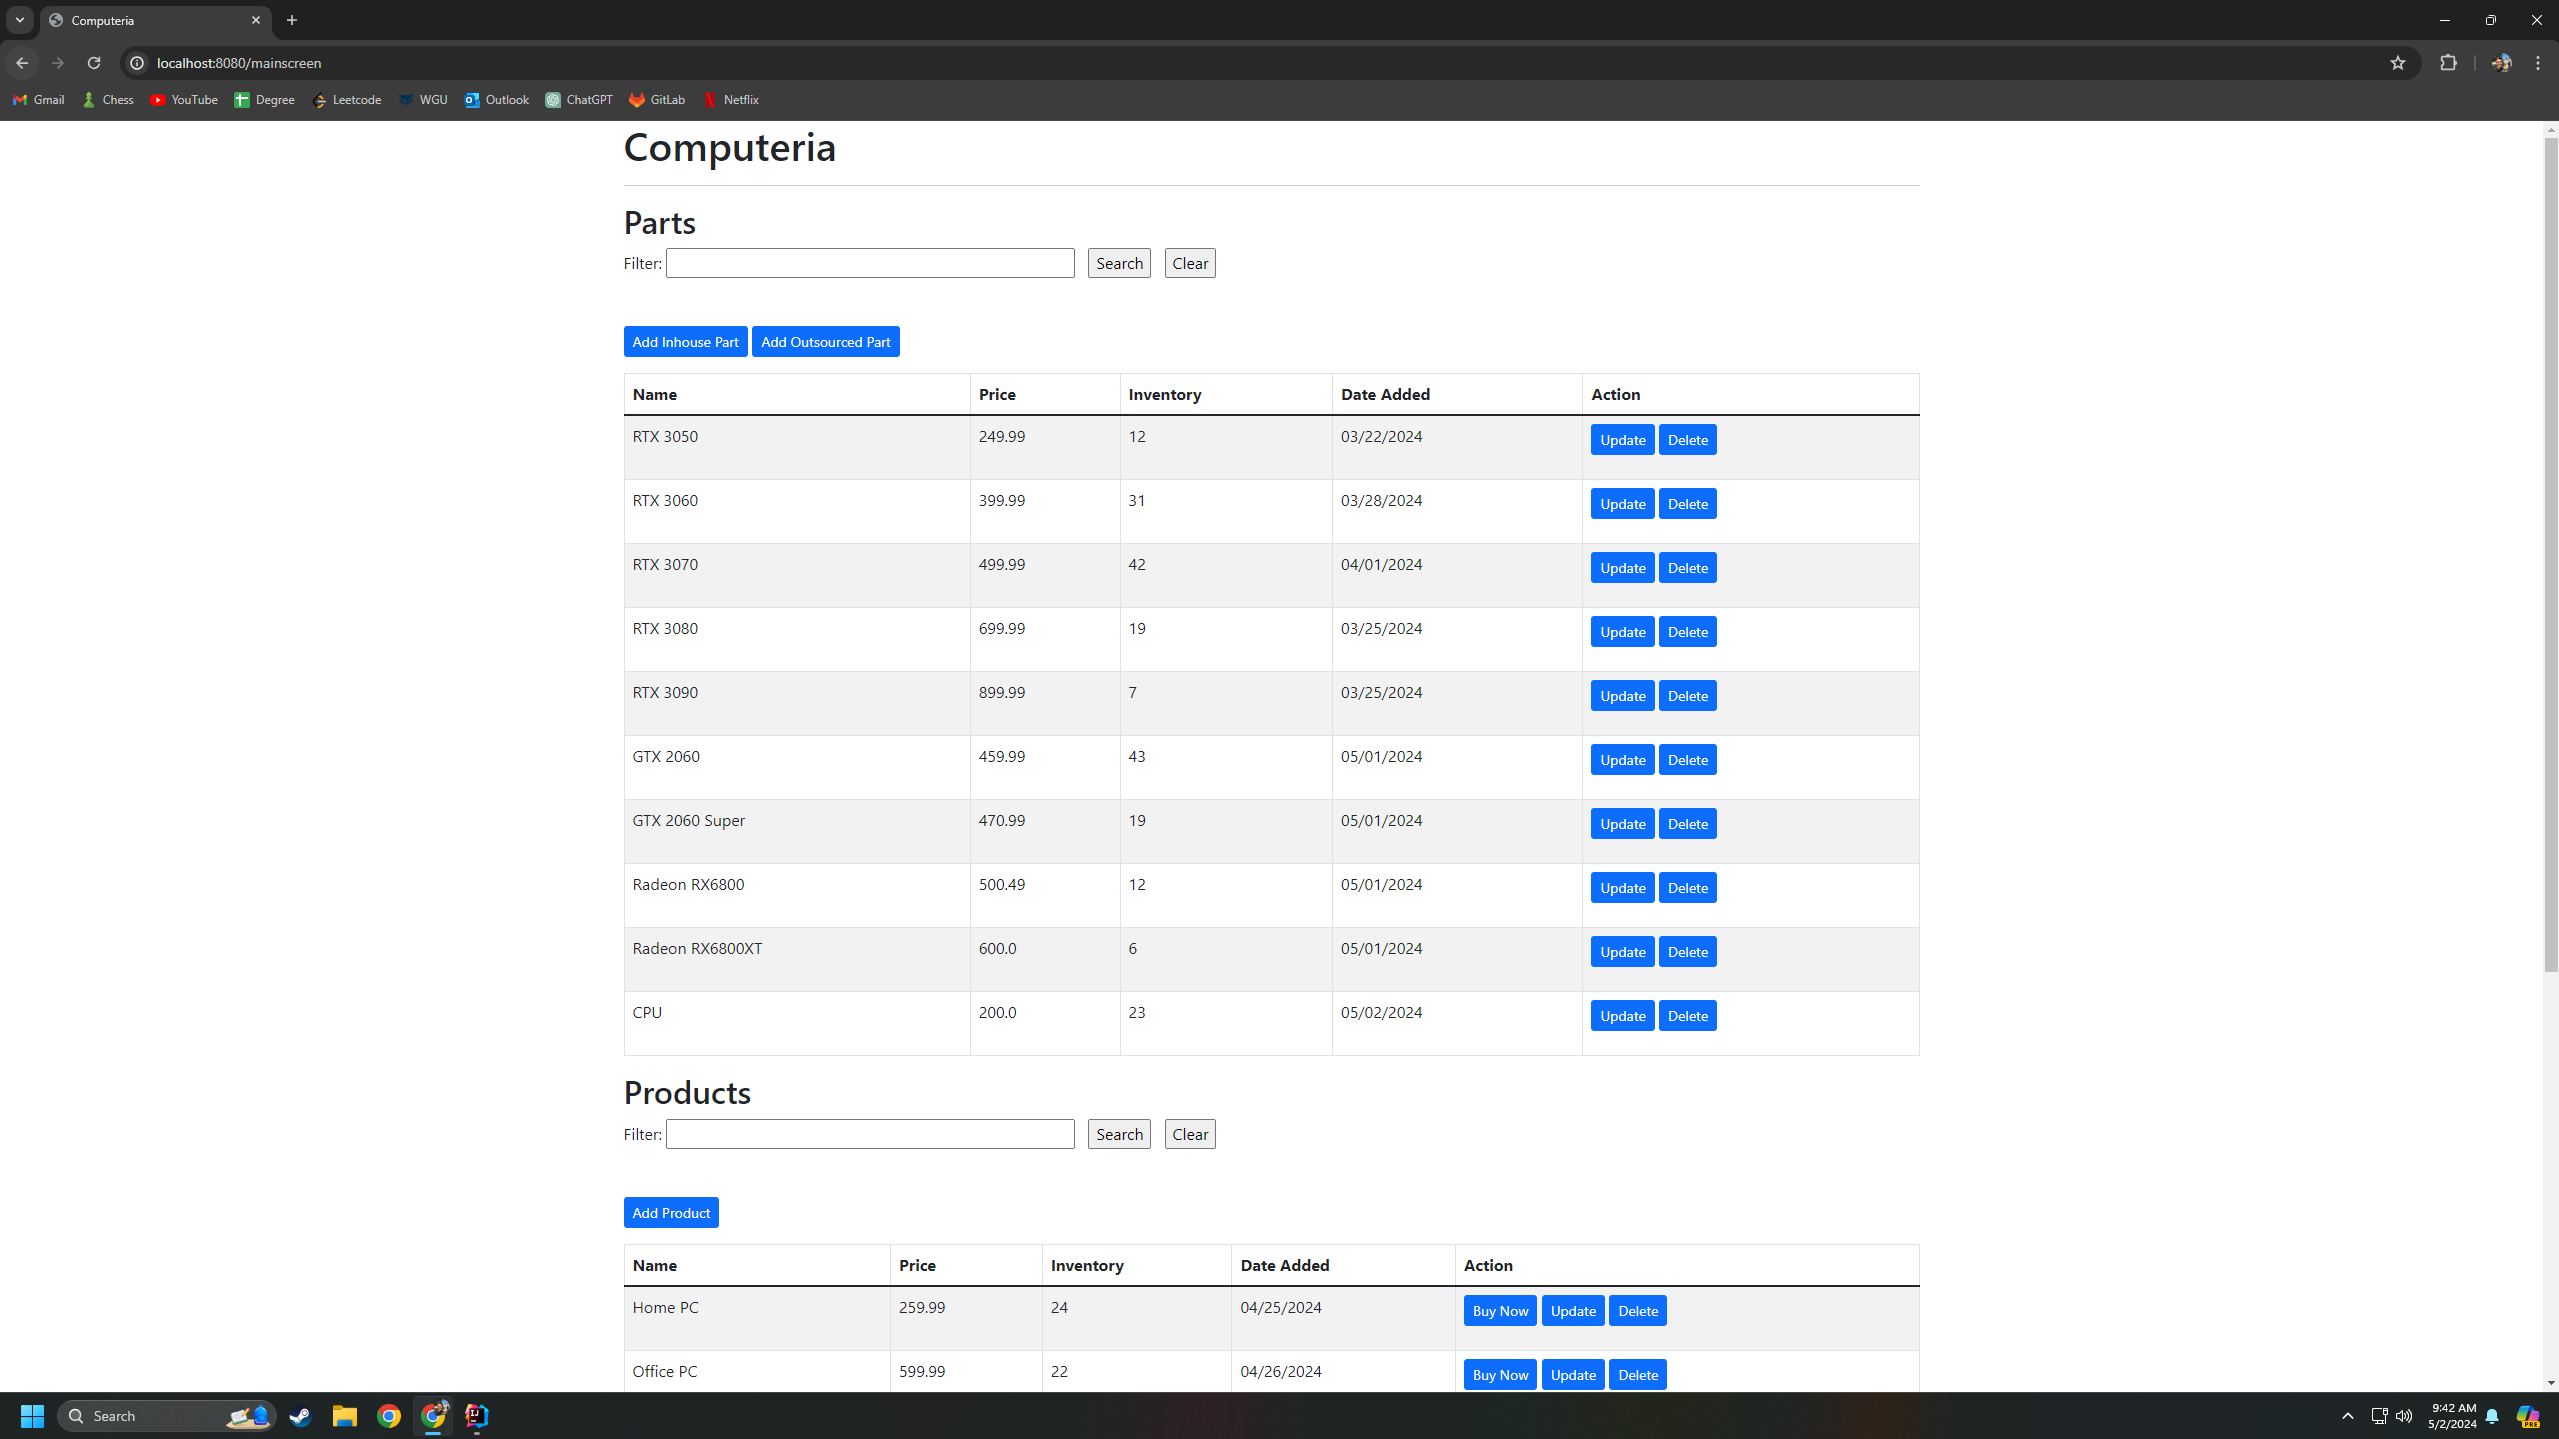 Computeria
localhost:8080/mainscreen
Gmail Chess YouTube Degree Leetcode WGU Outlook ChatGPT GitLab Netflix
Computeria
Parts
Filter: Search Clear
Add Inhouse Part Add Outsourced Part
Name Price Inventory Date Added Action
RTX 3050 249.99 12 03/22/2024 Update Delete
RTX 3060 399.99 31 03/28/2024 Update Delete
RTX 3070 499.99 42 04/01/2024 Update Delete
RTX 3080 699.99 19 03/25/2024 Update Delete
RTX 3090 899.99 7 03/25/2024 Update Delete
GTX 2060 459.99 43 05/01/2024 Update Delete
GTX 2060 Super 470.99 19 05/01/2024 Update Delete
Radeon RX6800 500.49 12 05/01/2024 Update Delete
Radeon RX6800XT 600.0 6 05/01/2024 Update Delete
CPU 200.0 23 05/02/2024 Update Delete
Products
Filter: Search Clear
Add Product
Name Price Inventory Date Added Action
Home PC 259.99 24 04/25/2024 Buy Now Update Delete
Office PC 599.99 22 04/26/2024 Buy Now Update Delete
Search
9:42 AM
5/2/2024
PRE